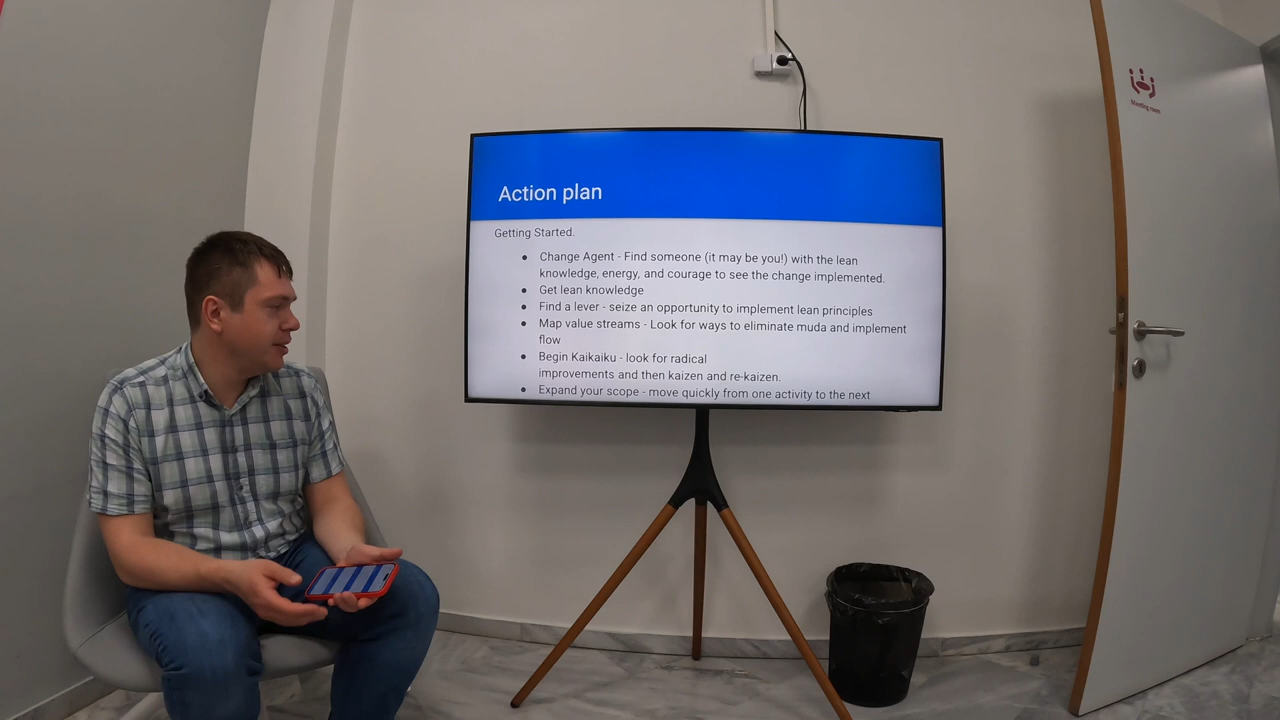 Meeting room
Action plan
Getting Started.
• Change Agent - Find someone (it may be you!) with the lean
knowledge, energy, and courage to see the change implemented.
• Get lean knowledge
• Find a lever - seize an opportunity to implement lean principles
• Map value streams - Look for ways to eliminate muda and implement
flow
• Begin Kaikaiku - look for radical
improvements and then kaizen and re-kaizen.
• Expand your scope - move quickly from one activity to the next